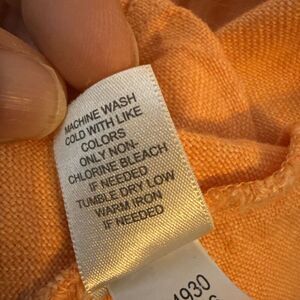 MACHINE WASH
COLD WITH LIKE
COLORS
ONLY NON-
CHLORINE BLEACH
IF NEEDED
TUMBLE DRY LOW
WARM IRON
IF NEEDED
1930